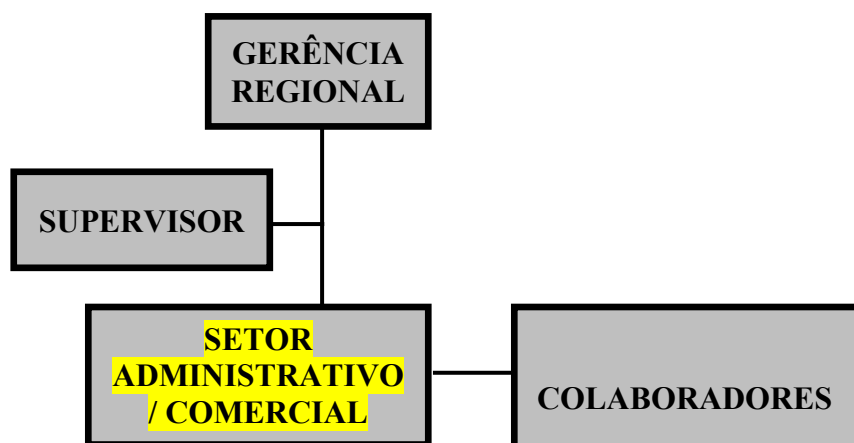 GERÊNCIA
REGIONAL
SUPERVISOR
SETOR
ADMINISTRATIVO
/ COMERCIAL
COLABORADORES